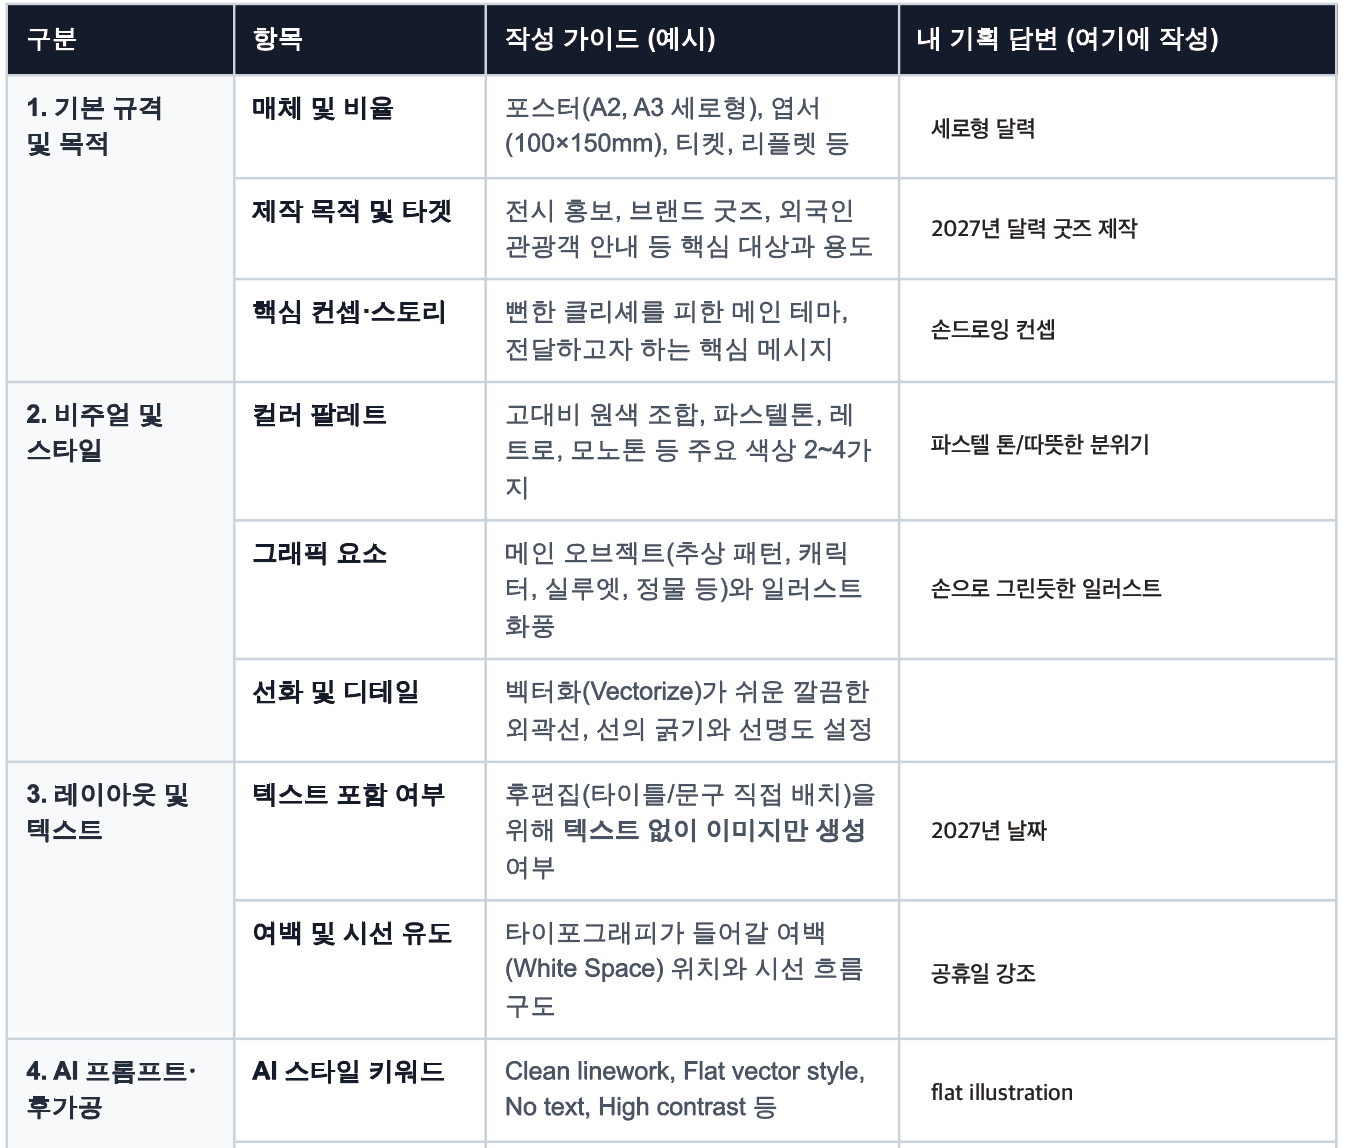 구분
항목
작성 가이드 (예시)
내 기획 답변 (여기에 작성)
1. 기본 규격
및 목적
매체 및 비율
포스터(A2, A3 세로형), 엽서
(100×150mm), 티켓, 리플렛 등
세로형 달력
제작 목적 및 타겟
전시 홍보, 브랜드 굿즈, 외국인
관광객 안내 등 핵심 대상과 용도
2027년 달력 굿즈 제작
핵심 컨셉·스토리
뻔한 클리셰를 피한 메인 테마,
전달하고자 하는 핵심 메시지
손드로잉 컨셉
2. 비주얼 및
스타일
컬러 팔레트
고대비 원색 조합, 파스텔톤, 레
트로, 모노톤 등 주요 색상 2~4가
지
파스텔 톤/따뜻한 분위기
그래픽 요소
메인 오브젝트(추상 패턴, 캐릭
터, 실루엣, 정물 등)와 일러스트
화풍
손으로 그린듯한 일러스트
선화 및 디테일
벡터화(Vectorize)가 쉬운 깔끔한
외곽선, 선의 굵기와 선명도 설정
3. 레이아웃 및
텍스트
텍스트 포함 여부
후편집(타이틀/문구 직접 배치)을
위해 텍스트 없이 이미지만 생성
여부
2027년 날짜
여백 및 시선 유도
타이포그래피가 들어갈 여백
(White Space) 위치와 시선 흐름
구도
공휴일 강조
4. AI 프롬프트·
후가공
AI 스타일 키워드
Clean linework, Flat vector style,
No text, High contrast 등
flat illustration